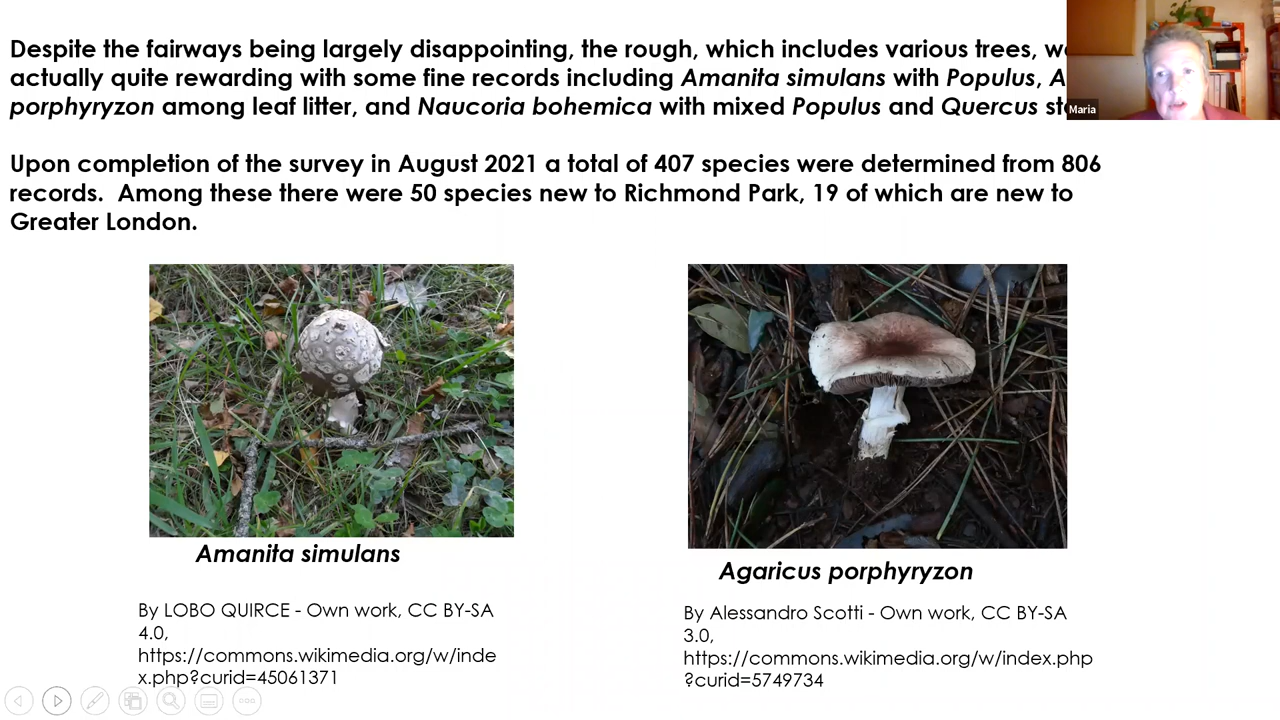 Despite the fairways being largely disappointing, the rough, which includes various trees,
actually quite rewarding with some fine records including Amanita simulans with Populus,
porphyryzon among leaf litter, and Naucoria bohemica with mixed Populus and Quercus
Maria
Upon completion of the survey in August 2021 a total of 407 species were determined from 806
records.  Among these there were 50 species new to Richmond Park, 19 of which are new to
Greater London.
Amanita simulans
By LOBO QUIRCE - Own work, CC BY-SA
4.0,
https://commons.wikimedia.org/w/inde
x.php?curid=45061371
Agaricus porphyryzon
By Alessandro Scotti - Own work, CC BY-SA
3.0,
https://commons.wikimedia.org/w/index.php
?curid=5749734